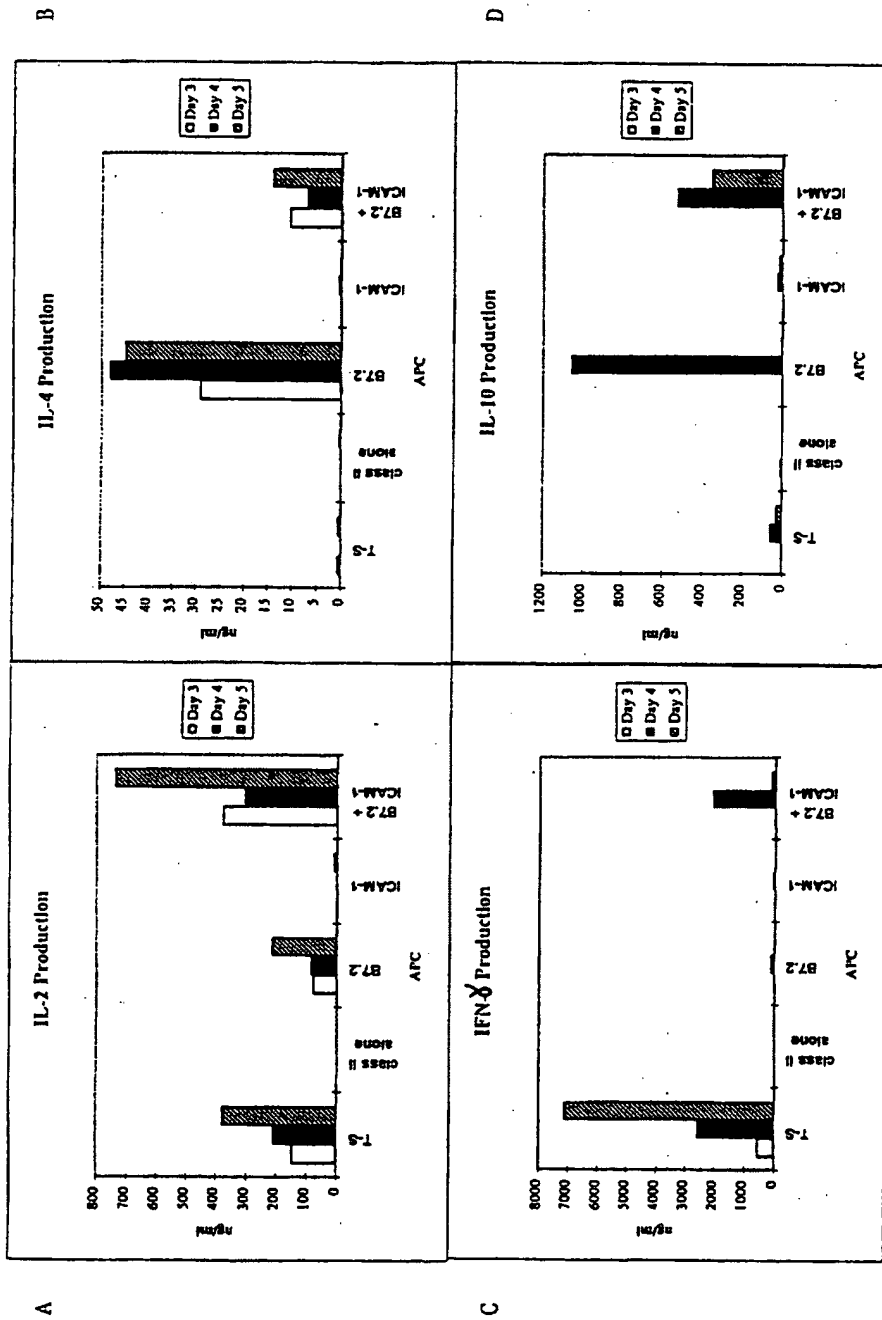 A
IL-2 Production
800
700
600
500
400
300
200
100
0
ng/ml
T-S
class II
alone
B7.2
ICAM-1
B7.2 +
ICAM-1
APC
Day 3
Day 4
Day 5
B
IL-4 Production
50
45
40
35
30
25
20
15
10
5
0
ng/ml
T-S
class II
alone
B7.2
ICAM-1
B7.2 +
ICAM-1
APC
Day 3
Day 4
Day 5
C
IFN-γ Production
8000
7000
6000
5000
4000
3000
2000
1000
0
ng/ml
T-S
class II
alone
B7.2
ICAM-1
B7.2 +
ICAM-1
APC
Day 3
Day 4
Day 5
D
IL-10 Production
1200
1000
800
600
400
200
0
ng/ml
T-S
class II
alone
B7.2
ICAM-1
B7.2 +
ICAM-1
APC
Day 3
Day 4
Day 5